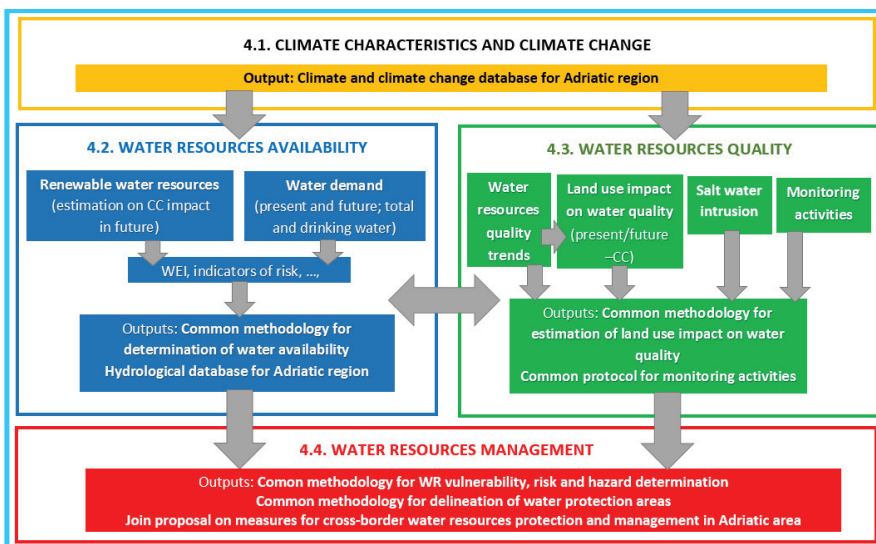 4.1. CLIMATE CHARACTERISTICS AND CLIMATE CHANGE
Output: Climate and climate change database for Adriatic region
4.2. WATER RESOURCES AVAILABILITY
Renewable water resources
(estimation on CC impact
in future)
Water demand
(present and future; total
and drinking water)
WEI, indicators of risk, ...,
Outputs: Common methodology for
determination of water availability
Hydrological database for Adriatic region
4.3. WATER RESOURCES QUALITY
Water
resources
quality
trends
Land use impact
on water quality
(present/future
–CC)
Salt water
intrusion
Monitoring
activities
Outputs: Common methodology for
estimation of land use impact on water
quality
Common protocol for monitoring activities
4.4. WATER RESOURCES MANAGEMENT
Outputs: Comon methodology for WR vulnerability, risk and hazard determination
Common methodology for delineation of water protection areas
Join proposal on measures for cross-border water resources protection and management in Adriatic area